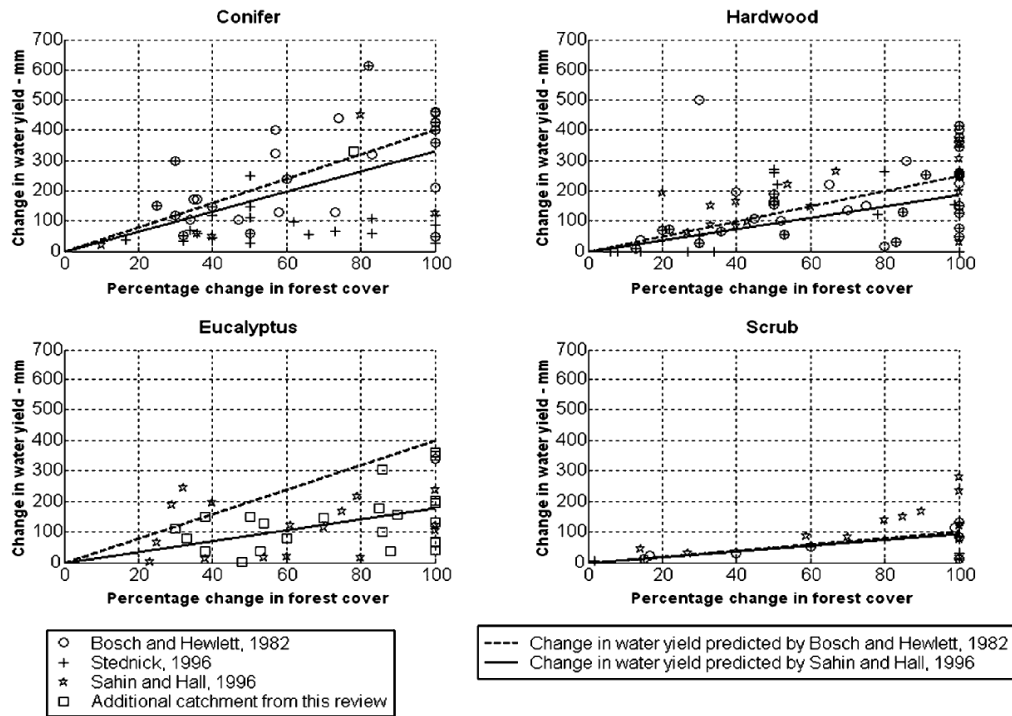 Conifer
Change in water yield - mm
700
600
500
400
300
200
100
0
0 20 40 60 80 100
Percentage change in forest cover
Hardwood
Change in water yield - mm
700
600
500
400
300
200
100
0
0 20 40 60 80 100
Percentage change in forest cover
Eucalyptus
Change in water yield - mm
700
600
500
400
300
200
100
0
0 20 40 60 80 100
Percentage change in forest cover
Scrub
Change in water yield - mm
700
600
500
400
300
200
100
0
0 20 40 60 80 100
Percentage change in forest cover
Bosch and Hewlett, 1982
Stednick, 1996
Sahin and Hall, 1996
Additional catchment from this review
Change in water yield predicted by Bosch and Hewlett, 1982
Change in water yield predicted by Sahin and Hall, 1996